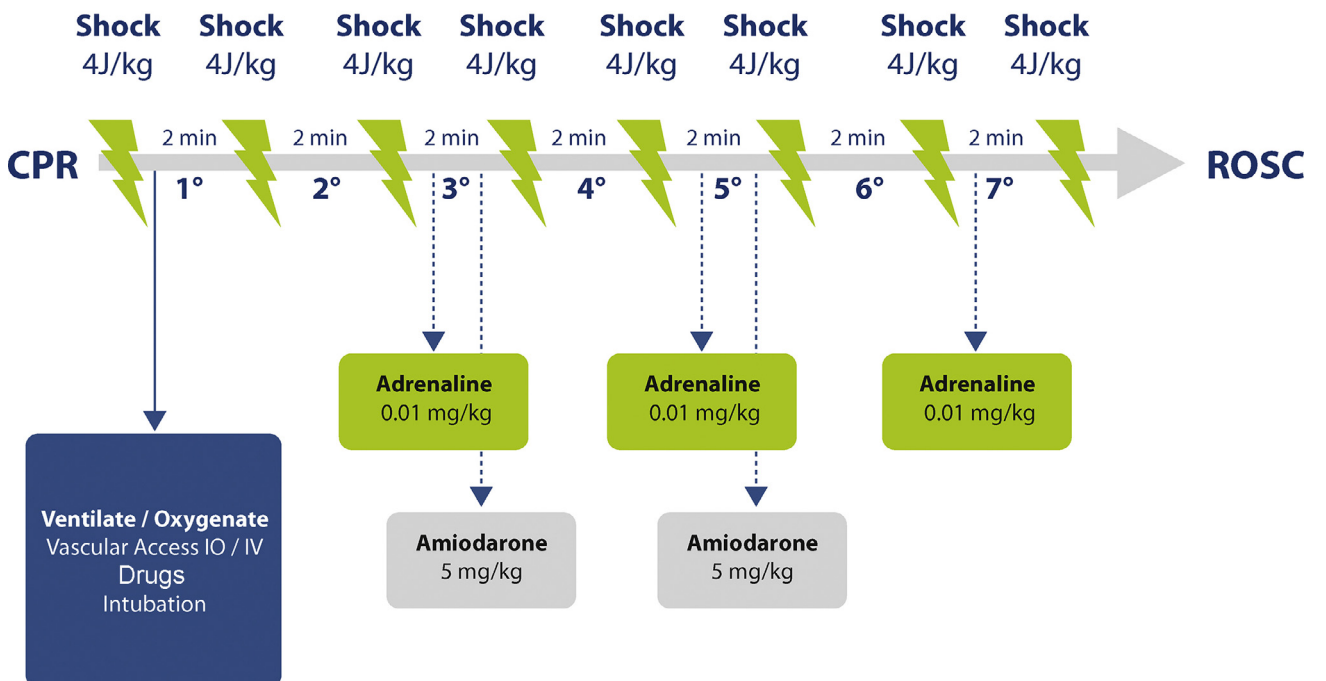 Shock
4J/kg
Shock
4J/kg
Shock
4J/kg
Shock
4J/kg
Shock
4J/kg
Shock
4J/kg
Shock
4J/kg
Shock
4J/kg
CPR
2 min
1°
2 min
2°
2 min
3°
2 min
4°
2 min
5°
2 min
6°
2 min
7°
ROSC
Adrenaline
0.01 mg/kg
Adrenaline
0.01 mg/kg
Adrenaline
0.01 mg/kg
Ventilate / Oxygenate
Vascular Access IO / IV
Drugs
Intubation
Amiodarone
5 mg/kg
Amiodarone
5 mg/kg